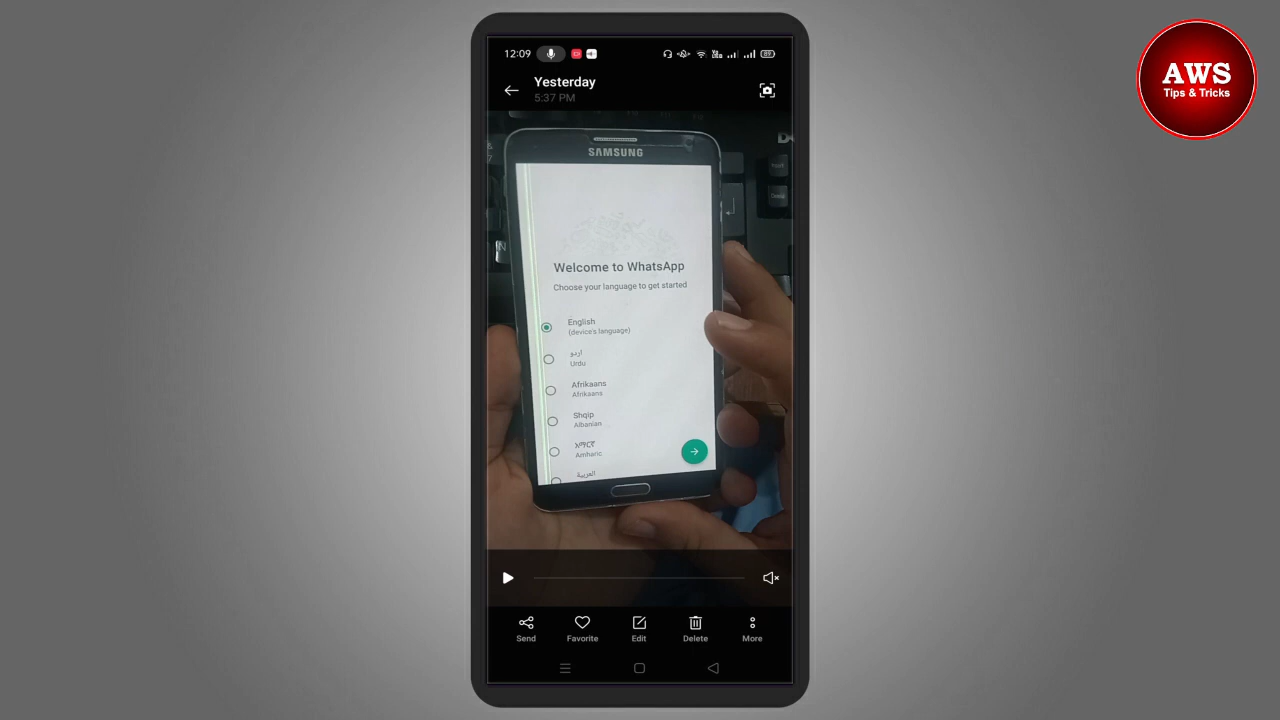 12:09
89
Yesterday
5:37 PM
AWS
Tips & Tricks
SAMSUNG
Welcome to WhatsApp
Choose your language to get started
English
(device's language)
اردو
Urdu
Afrikaans
Afrikaans
Shqip
Albanian
አማርኛ
Amharic
العربية
Send
Favorite
Edit
Delete
More